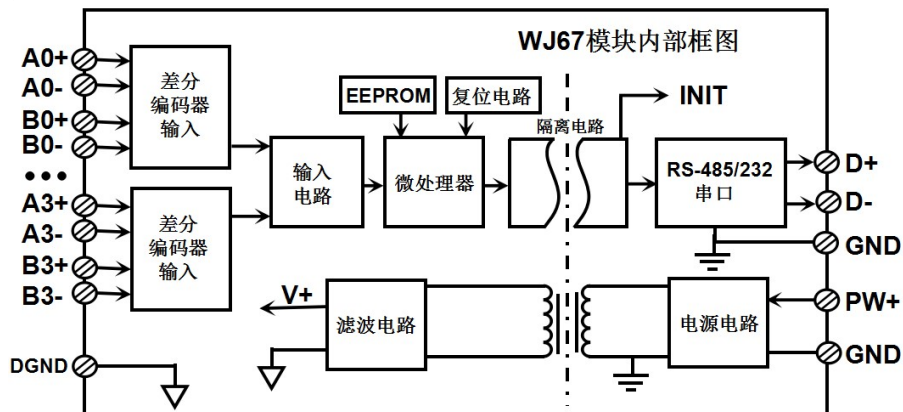 WJ67模块内部框图
A0+
A0-
B0+
B0-
•••
A3+
A3-
B3+
B3-
DGND
差分
编码器
输入
差分
编码器
输入
输入
电路
EEPROM
复位电路
微处理器
隔离电路
INIT
RS-485/232
串口
D+
D-
GND
V+
滤波电路
电源电路
PW+
GND